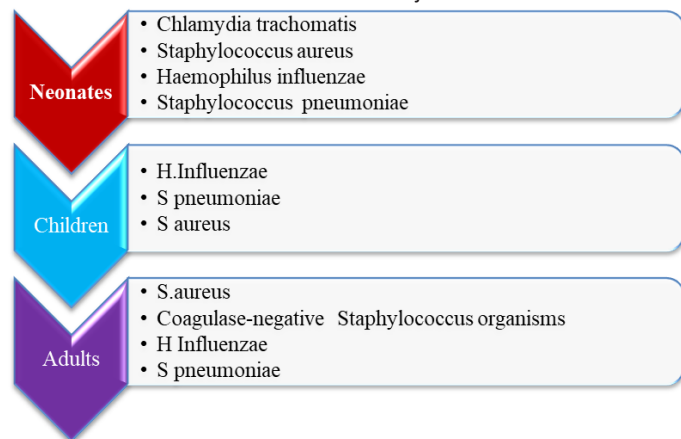 Neonates
• Chlamydia trachomatis
• Staphylococcus aureus
• Haemophilus influenzae
• Staphylococcus pneumoniae
Children
• H.Influenzae
• S pneumoniae
• S aureus
Adults
• S.aureus
• Coagulase-negative Staphylococcus organisms
• H Influenzae
• S pneumoniae